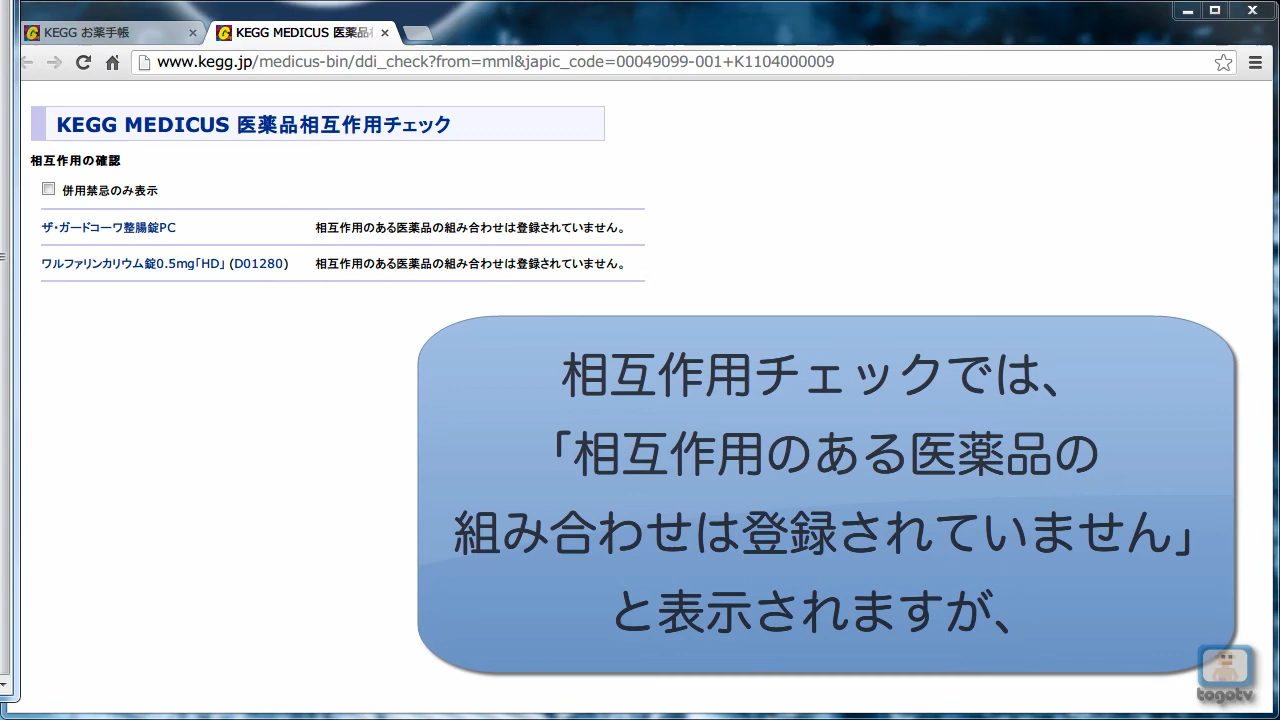 KEGG お薬手帳
KEGG MEDICUS 医薬品
www.kegg.jp/medicus-bin/ddi_check?from=mml&japic_code=00049099-001+K1104000009
KEGG MEDICUS 医薬品相互作用チェック
相互作用の確認
併用禁忌のみ表示
ザ・ガードコーワ整腸錠PC 相互作用のある医薬品の組み合わせは登録されていません。
ワルファリンカリウム錠0.5mg「HD」 (D01280) 相互作用のある医薬品の組み合わせは登録されていません。
相互作用チェックでは、
「相互作用のある医薬品の
組み合わせは登録されていません」
と表示されますが、
togotv